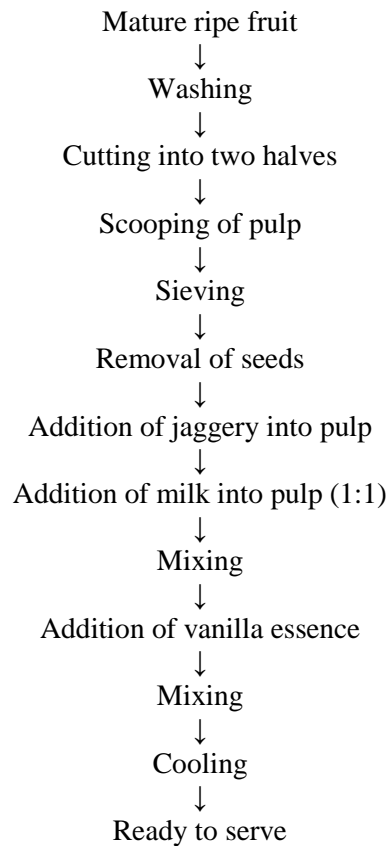 Mature ripe fruit
↓
Washing
↓
Cutting into two halves
↓
Scooping of pulp
↓
Sieving
↓
Removal of seeds
↓
Addition of jaggery into pulp
↓
Addition of milk into pulp (1:1)
↓
Mixing
↓
Addition of vanilla essence
↓
Mixing
↓
Cooling
↓
Ready to serve